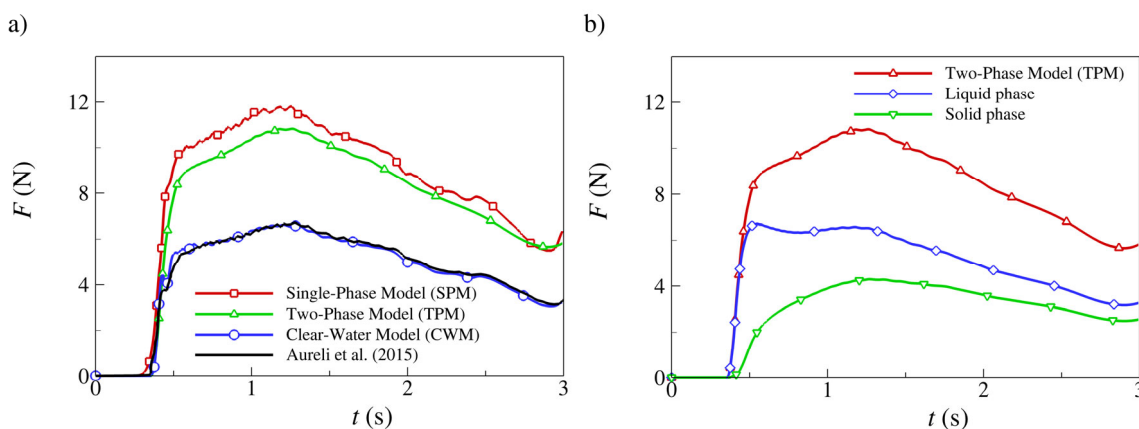 a)
F (N)
12
8
4
0
Single-Phase Model (SPM)
Two-Phase Model (TPM)
Clear-Water Model (CWM)
Aureli et al. (2015)
0 1 2 3
t (s)
b)
F (N)
12
8
4
0
Two-Phase Model (TPM)
Liquid phase
Solid phase
0 1 2 3
t (s)